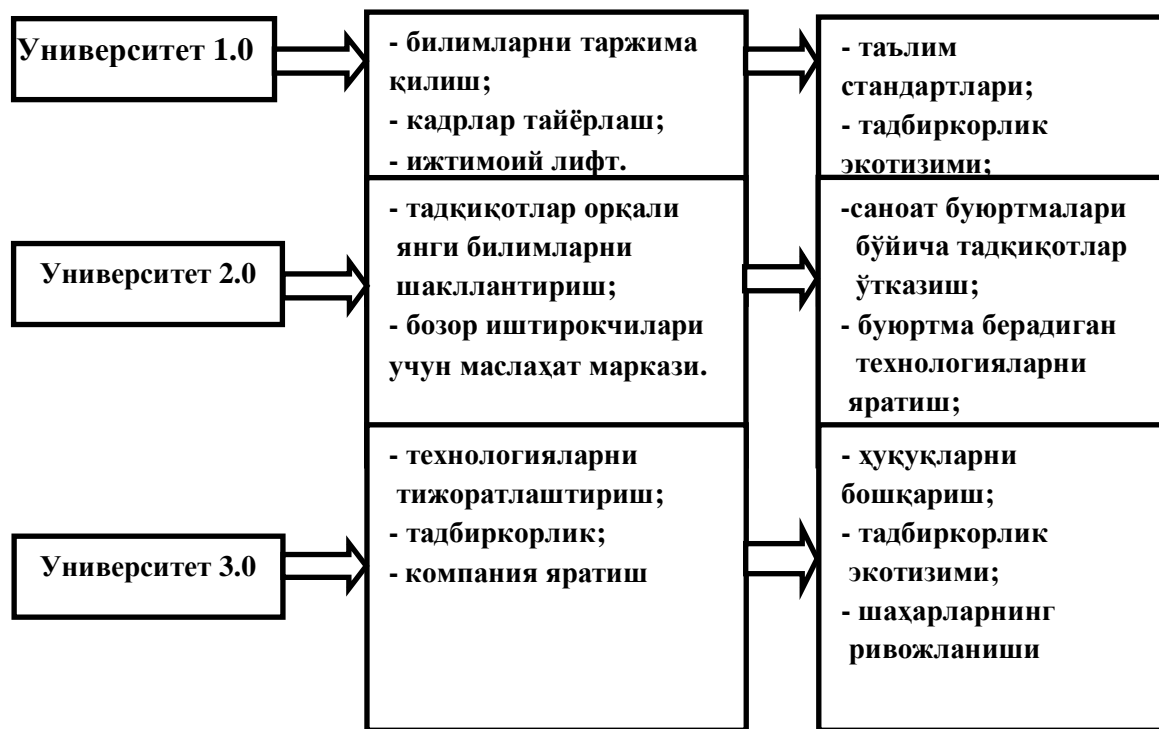 Университет 1.0
- билимларни таржима
қилиш;
- кадрлар тайёрлаш;
- ижтимоий лифт.
- таълим
стандартлари;
- тадбиркорлик
экотизими;
Университет 2.0
- тадқиқотлар орқали
янги билимларни
шакллантириш;
- бозор иштирокчилари
учун маслаҳат маркази.
-саноат буюртмалари
бўйича тадқиқотлар
ўтказиш;
- буюртма берадиган
технологияларни
яратиш;
Университет 3.0
- технологияларни
тижоратлаштириш;
- тадбиркорлик;
- компания яратиш
- ҳуқуқларни
бошқариш;
- тадбиркорлик
экотизими;
- шаҳарларнинг
ривожланиши